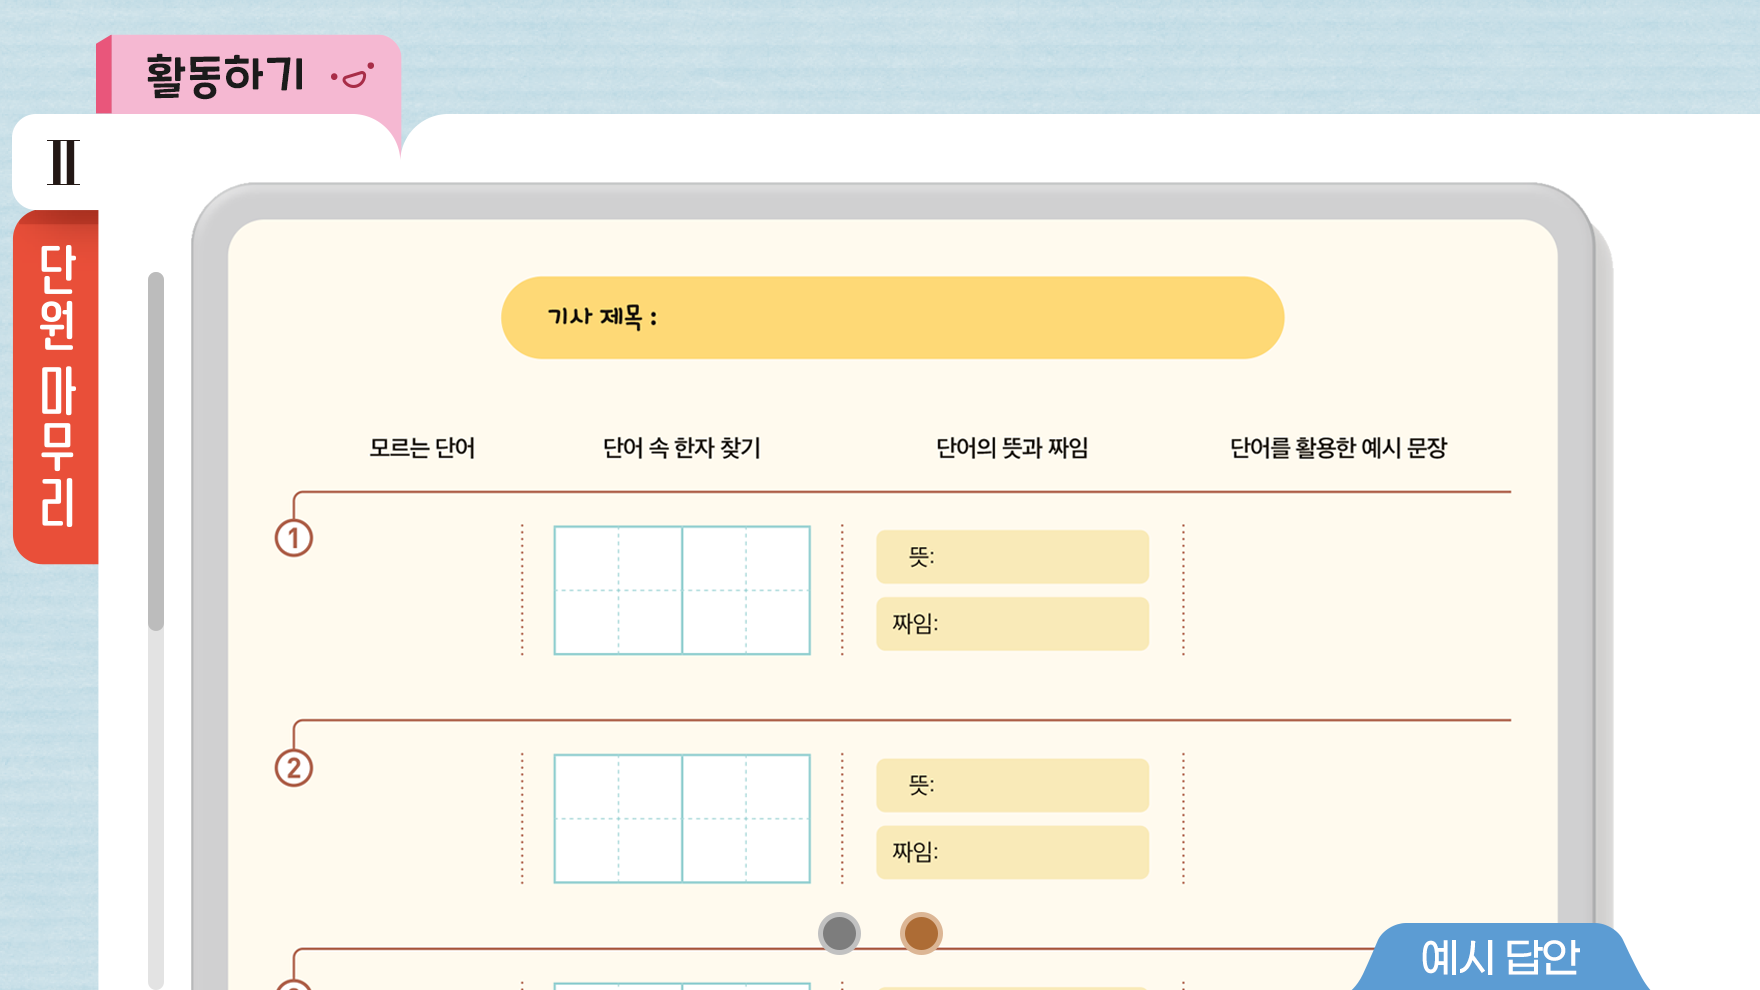 활동하기
Ⅱ
단원 마무리
기사 제목 :
모르는 단어
단어 속 한자 찾기
단어의 뜻과 짜임
단어를 활용한 예시 문장
①
뜻:
짜임:
②
뜻:
짜임:
예시 답안